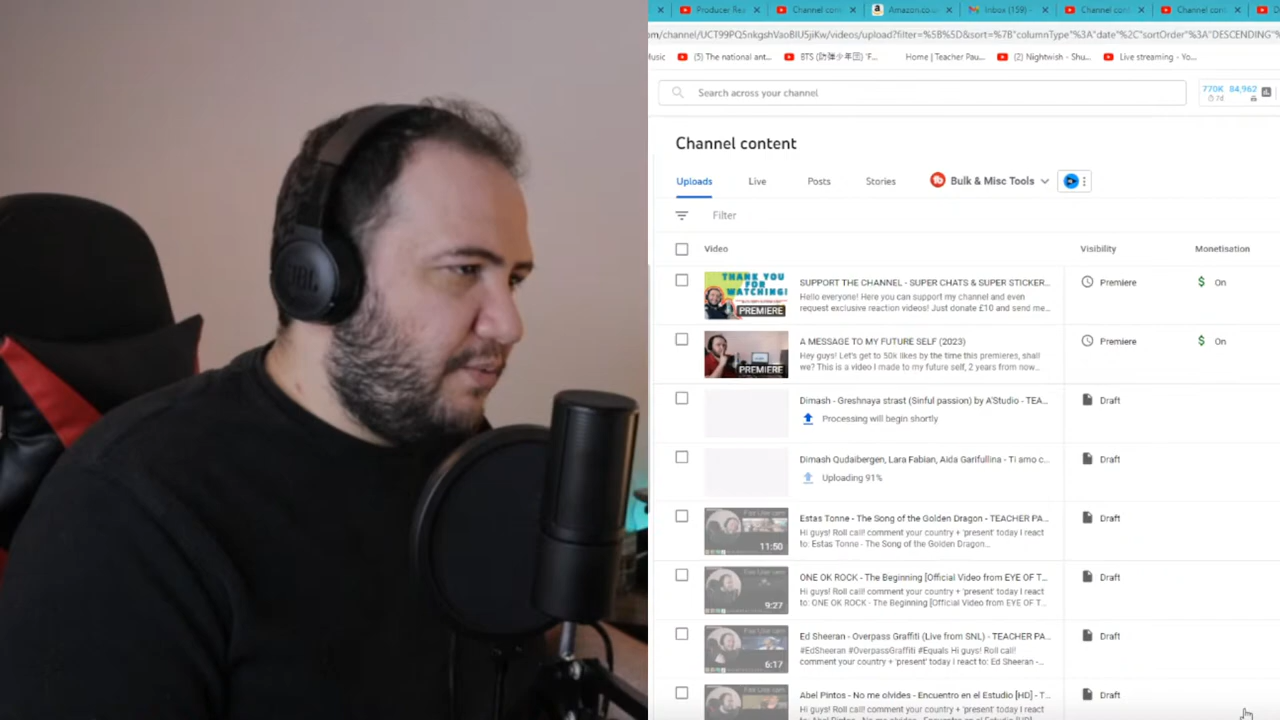 Producer Rea
Channel cont
Amazon.co.u
Inbox (159) -
Channel cont
Channel cont
om/channel/UCT99PQ5nkgshVaoBIU5jiKw/videos/upload?filter=%5B%5D&sort=%7B"columnType"%3A"date"%2C"sortOrder"%3A"DESCENDING"%
Music
(5) The national ant...
BTS (防弾少年団) 'F...
Home | Teacher Pau...
(2) Nightwish - Shu...
Live streaming - Yo...
Search across your channel
770K 84,962
7d
Channel content
Uploads
Live
Posts
Stories
Bulk & Misc Tools
Filter
Video
Visibility
Monetisation
THANK YOU
FOR
WATCHING!
PREMIERE
SUPPORT THE CHANNEL - SUPER CHATS & SUPER STICKER...
Hello everyone! Here you can support my channel and even
request exclusive reaction videos! Just donate £10 and send me...
Premiere
On
PREMIERE
A MESSAGE TO MY FUTURE SELF (2023)
Hey guys! Let's get to 50k likes by the time this premieres, shall
we? This is a video I made to my future self, 2 years from now...
Premiere
On
Dimash - Greshnaya strast (Sinful passion) by A'Studio - TEA...
Processing will begin shortly
Draft
Dimash Qudaibergen, Lara Fabian, Aida Garifullina - Ti amo c...
Uploading 91%
Draft
11:50
Estas Tonne - The Song of the Golden Dragon - TEACHER PA...
Hi guys! Roll call! comment your country + 'present' today I react
to: Estas Tonne - The Song of the Golden Dragon...
Draft
9:27
ONE OK ROCK - The Beginning [Official Video from EYE OF T...
Hi guys! Roll call! comment your country + 'present' today I react
to: ONE OK ROCK - The Beginning [Official Video from EYE OF T...
Draft
6:17
Ed Sheeran - Overpass Graffiti (Live from SNL) - TEACHER PA...
#EdSheeran #OverpassGraffiti #Equals Hi guys! Roll call!
comment your country + 'present' today I react to: Ed Sheeran -...
Draft
Abel Pintos - No me olvides - Encuentro en el Estudio [HD] - T...
Hi guys! Roll call! comment your country + 'present' today I react
Draft
JBL